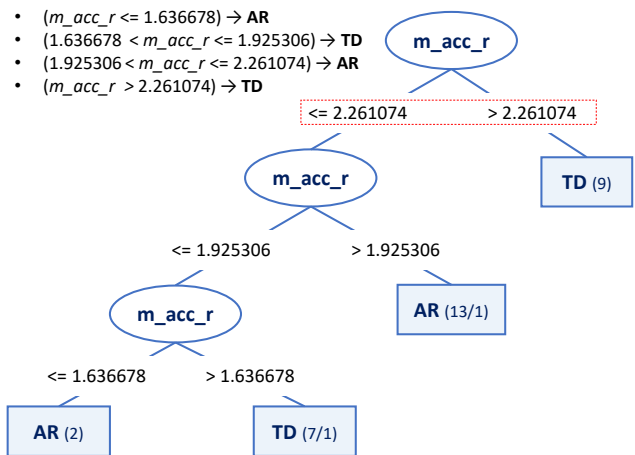 • (m_acc_r <= 1.636678) → AR
• (1.636678 < m_acc_r <= 1.925306) → TD
• (1.925306 < m_acc_r <= 2.261074) → AR
• (m_acc_r > 2.261074) → TD
m_acc_r
<= 2.261074 > 2.261074
m_acc_r
TD (9)
<= 1.925306 > 1.925306
m_acc_r
AR (13/1)
<= 1.636678 > 1.636678
AR (2)
TD (7/1)